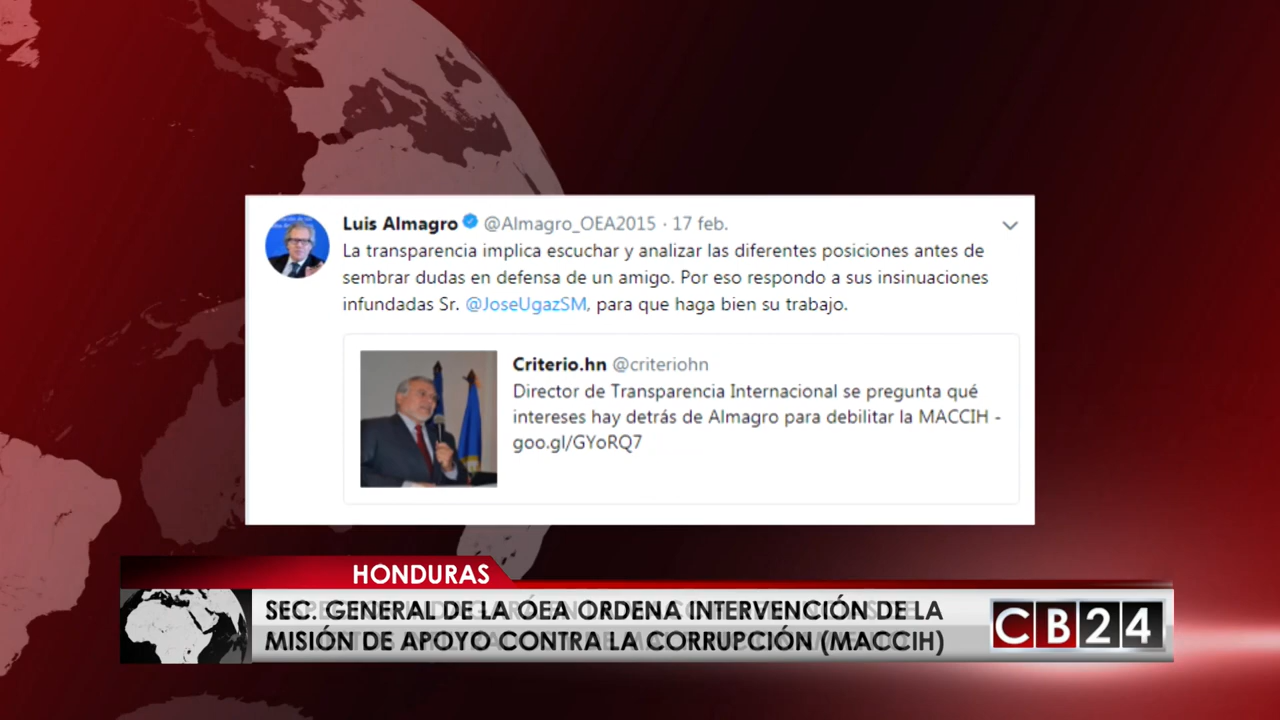 Luis Almagro @Almagro_OEA2015 · 17 feb.
La transparencia implica escuchar y analizar las diferentes posiciones antes de
sembrar dudas en defensa de un amigo. Por eso respondo a sus insinuaciones
infundadas Sr. @JoseUgazSM, para que haga bien su trabajo.
Criterio.hn @criteriohn
Director de Transparencia Internacional se pregunta qué
intereses hay detrás de Almagro para debilitar la MACCIH -
goo.gl/GYoRQ7
HONDURAS
SEC. GENERAL DE LA OEA ORDENA INTERVENCIÓN DE LA
MISIÓN DE APOYO CONTRA LA CORRUPCIÓN (MACCIH)
CB24